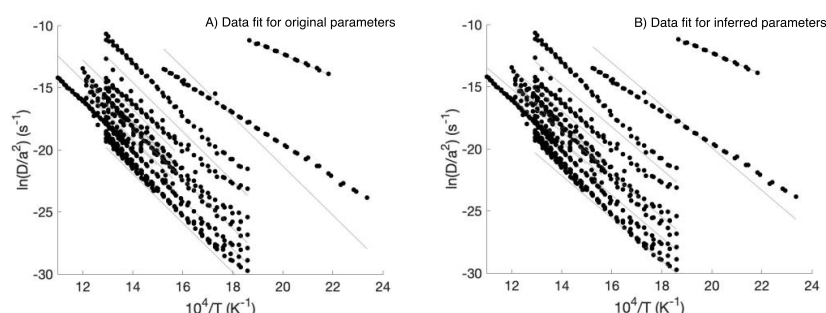 A) Data fit for original parameters
-10
-15
-20
-25
-30
ln(D/a²) (s⁻¹)
12 14 16 18 20 22 24
10⁴/T (K⁻¹)
B) Data fit for inferred parameters
-10
-15
-20
-25
-30
ln(D/a²) (s⁻¹)
12 14 16 18 20 22 24
10⁴/T (K⁻¹)